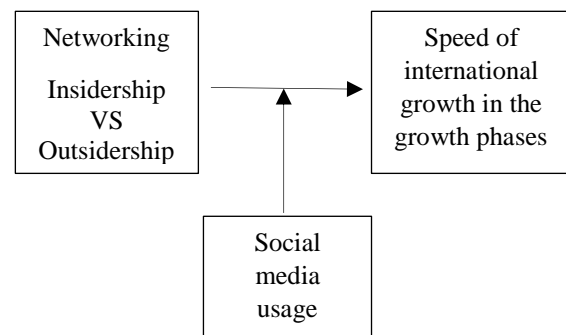 Networking
Insidership
VS
Outsidership
Speed of
international
growth in the
growth phases
Social
media
usage